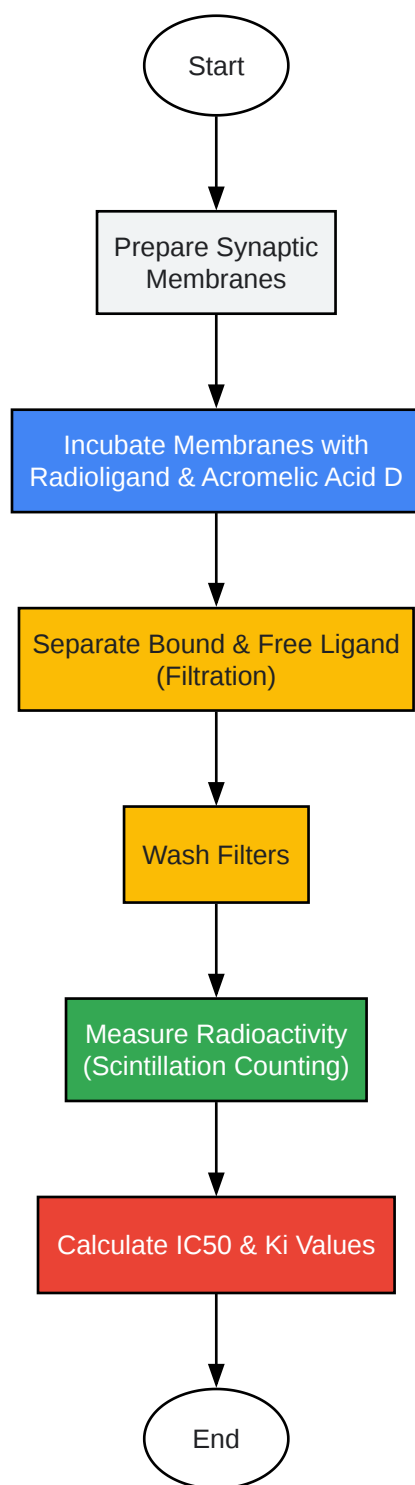 Start
Prepare Synaptic
Membranes
Incubate Membranes with
Radioligand & Acromelic Acid D
Separate Bound & Free Ligand
(Filtration)
Wash Filters
Measure Radioactivity
(Scintillation Counting)
Calculate IC50 & Ki Values
End